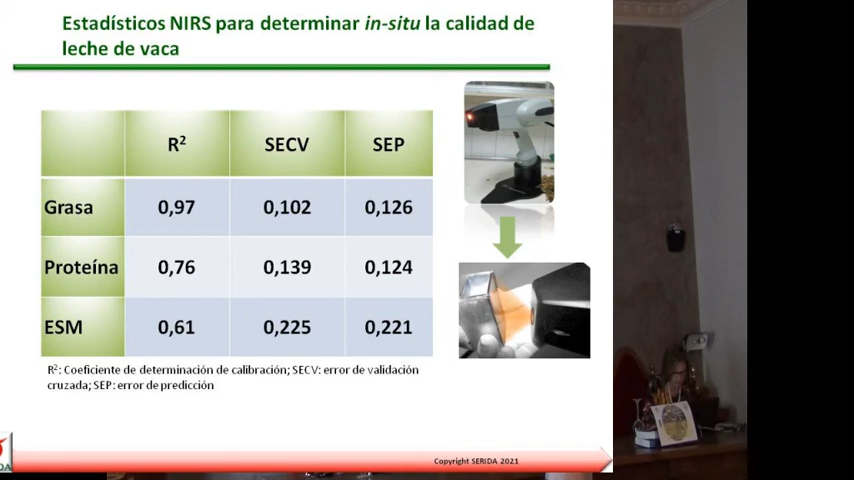 Estadísticos NIRS para determinar in-situ la calidad de
leche de vaca
R² SECV SEP
Grasa 0,97 0,102 0,126
Proteína 0,76 0,139 0,124
ESM 0,61 0,225 0,221
R²: Coeficiente de determinación de calibración; SECV: error de validación
cruzada; SEP: error de predicción
Copyright SERIDA 2021